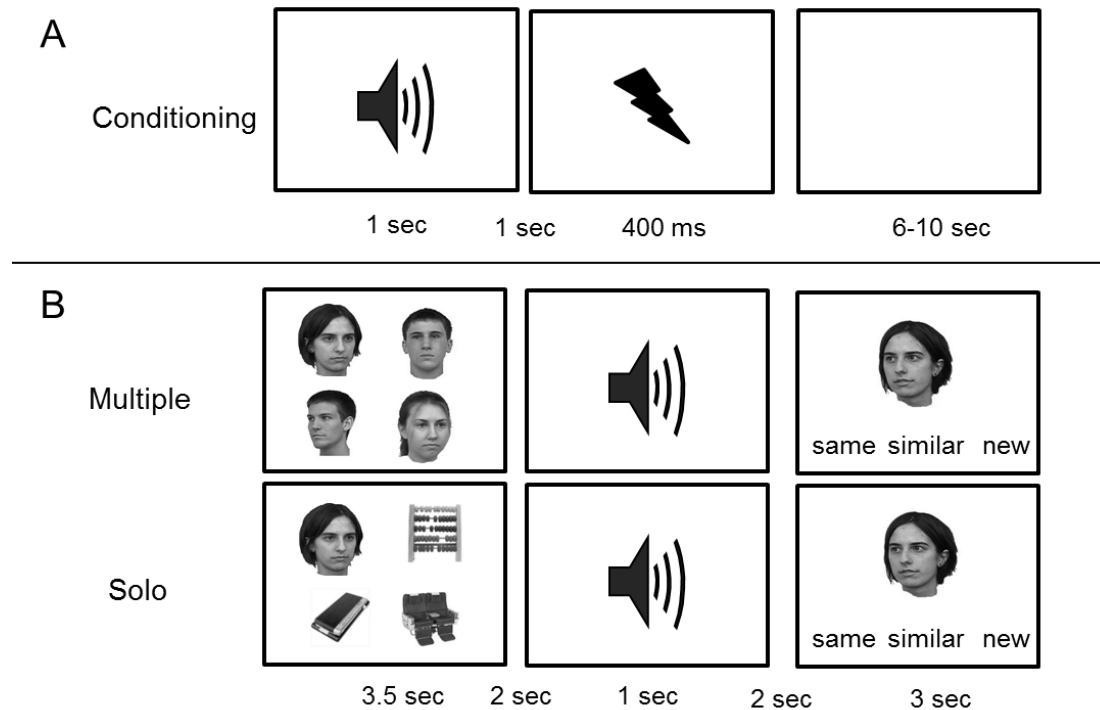 A
Conditioning
1 sec 1 sec 400 ms 6-10 sec
B
Multiple
same similar new
Solo
same similar new
3.5 sec 2 sec 1 sec 2 sec 3 sec